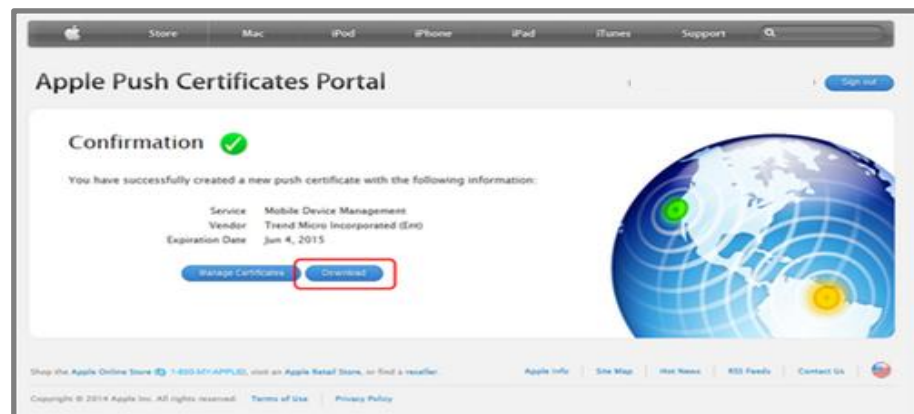 Store Mac iPod iPhone iPad iTunes Support
Apple Push Certificates Portal
Sign out
Confirmation
You have successfully created a new push certificate with the following information:
Service Mobile Device Management
Vendor Trend Micro Incorporated (Ent)
Expiration Date Jun 4, 2015
Manage Certificates Download
Shop the Apple Online Store (1-800-MY-APPLE), visit an Apple Retail Store, or find a reseller.
Apple Info Site Map Hot News RSS Feeds Contact Us
Copyright © 2014 Apple Inc. All rights reserved. Terms of Use Privacy Policy